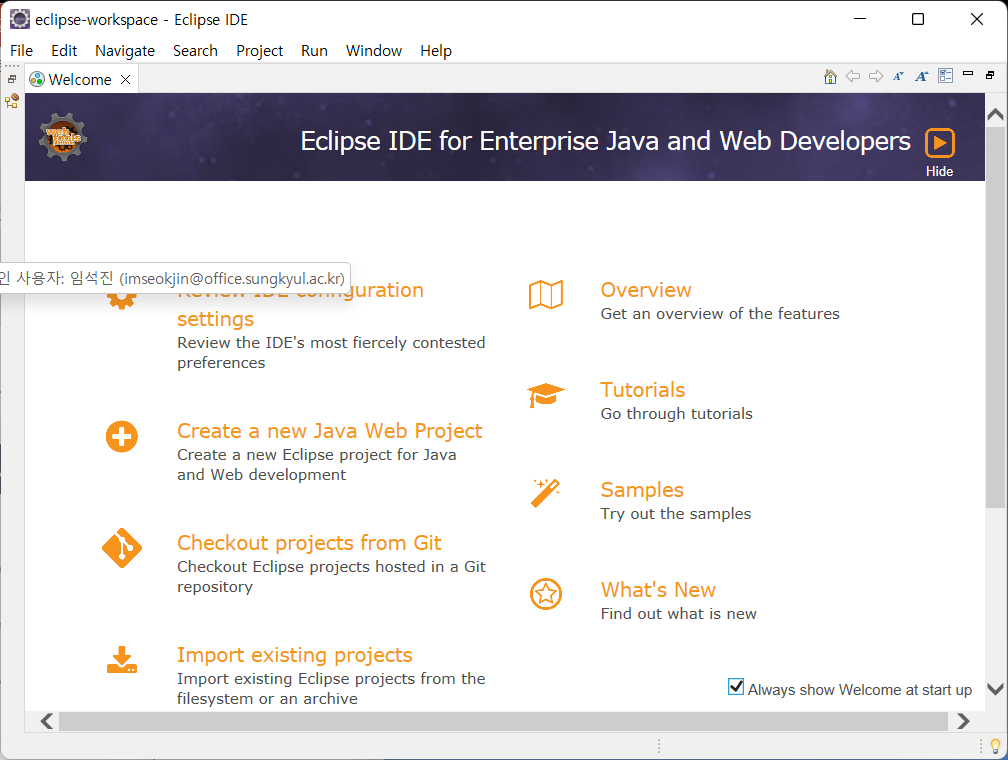 eclipse-workspace - Eclipse IDE
File Edit Navigate Search Project Run Window Help
Welcome
Eclipse IDE for Enterprise Java and Web Developers
Hide
인 사용자: 임석진 (imseokjin@office.sungkyul.ac.kr)
Review IDE configuration
settings
Review the IDE's most fiercely contested
preferences
Create a new Java Web Project
Create a new Eclipse project for Java
and Web development
Checkout projects from Git
Checkout Eclipse projects hosted in a Git
repository
Import existing projects
Import existing Eclipse projects from the
filesystem or an archive
Overview
Get an overview of the features
Tutorials
Go through tutorials
Samples
Try out the samples
What's New
Find out what is new
Always show Welcome at start up